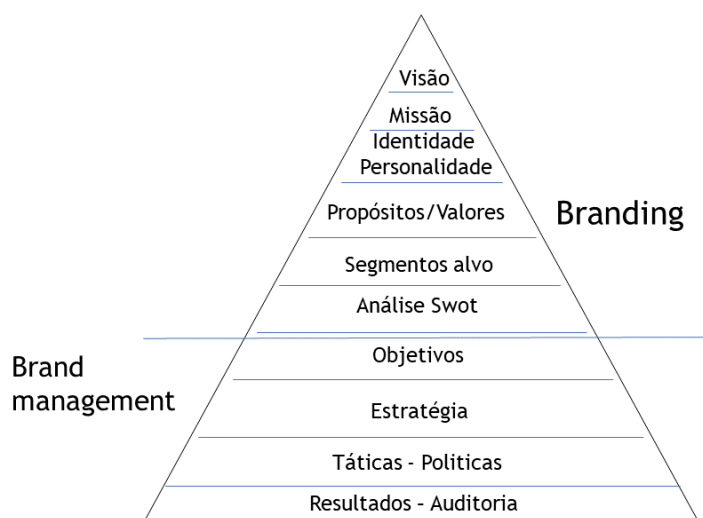 Visão
Missão
Identidade
Personalidade
Propósitos/Valores
Branding
Segmentos alvo
Análise Swot
Brand
management
Objetivos
Estratégia
Táticas - Politicas
Resultados - Auditoria